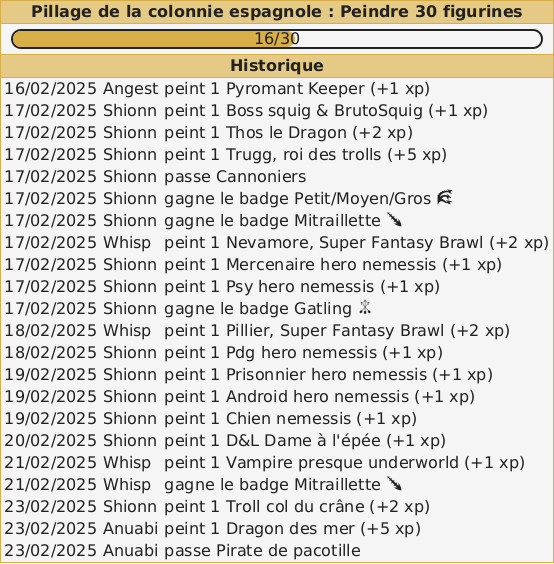 Pillage de la colonnie espagnole : Peindre 30 figurines
16/30
Historique
16/02/2025 Angest peint 1 Pyromant Keeper (+1 xp)
17/02/2025 Shionn peint 1 Boss squig & BrutoSquig (+1 xp)
17/02/2025 Shionn peint 1 Thos le Dragon (+2 xp)
17/02/2025 Shionn peint 1 Trugg, roi des trolls (+5 xp)
17/02/2025 Shionn passe Cannoniers
17/02/2025 Shionn gagne le badge Petit/Moyen/Gros
17/02/2025 Shionn gagne le badge Mitraillette
17/02/2025 Whisp peint 1 Nevamore, Super Fantasy Brawl (+2 xp)
17/02/2025 Shionn peint 1 Mercenaire hero nemessis (+1 xp)
17/02/2025 Shionn peint 1 Psy hero nemessis (+1 xp)
17/02/2025 Shionn gagne le badge Gatling
18/02/2025 Whisp peint 1 Pillier, Super Fantasy Brawl (+2 xp)
18/02/2025 Shionn peint 1 Pdg hero nemessis (+1 xp)
19/02/2025 Shionn peint 1 Prisonnier hero nemessis (+1 xp)
19/02/2025 Shionn peint 1 Android hero nemessis (+1 xp)
19/02/2025 Shionn peint 1 Chien nemessis (+1 xp)
20/02/2025 Shionn peint 1 D&L Dame à l'épée (+1 xp)
21/02/2025 Whisp peint 1 Vampire presque underworld (+1 xp)
21/02/2025 Whisp gagne le badge Mitraillette
23/02/2025 Shionn peint 1 Troll col du crâne (+2 xp)
23/02/2025 Anuabi peint 1 Dragon des mer (+5 xp)
23/02/2025 Anuabi passe Pirate de pacotille